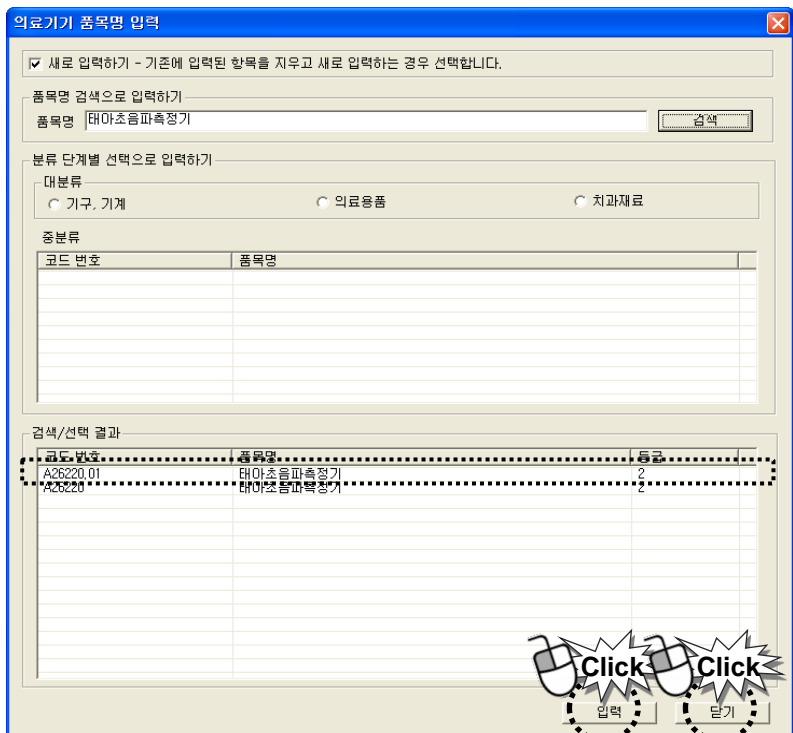 의료기기 품목명 입력
새로 입력하기 - 기존에 입력된 항목을 지우고 새로 입력하는 경우 선택합니다.
품목명 검색으로 입력하기
품목명 태아초음파측정기 검색
분류 단계별 선택으로 입력하기
대분류
기구, 기계 의료용품 치과재료
중분류
코드 번호 품목명
검색/선택 결과
코드 번호 품목명 등급
A26220,01 태아초음파측정기 2
A26220 태아초음파측정기 2
Click Click
입력 닫기